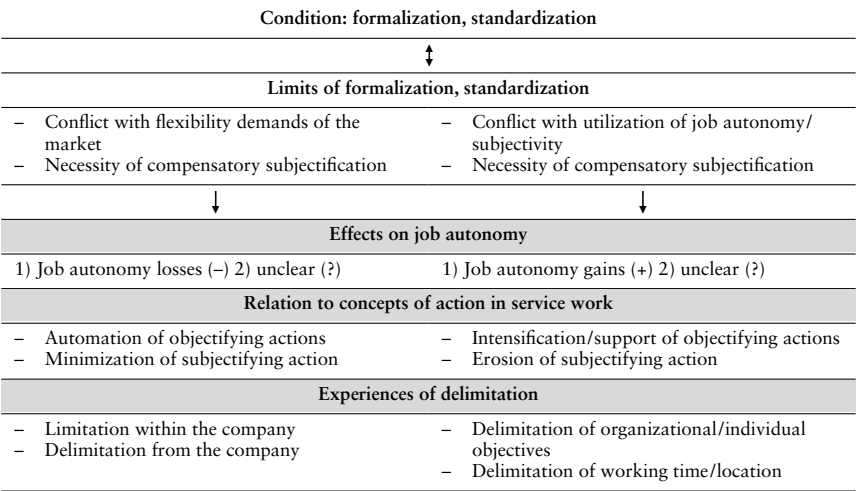 Condition: formalization, standardization
↕
Limits of formalization, standardization
– Conflict with flexibility demands of the
market
– Necessity of compensatory subjectification
– Conflict with utilization of job autonomy/
subjectivity
– Necessity of compensatory subjectification
↓ ↓
Effects on job autonomy
1) Job autonomy losses (–) 2) unclear (?)
1) Job autonomy gains (+) 2) unclear (?)
Relation to concepts of action in service work
– Automation of objectifying actions
– Minimization of subjectifying action
– Intensification/support of objectifying actions
– Erosion of subjectifying action
Experiences of delimitation
– Limitation within the company
– Delimitation from the company
– Delimitation of organizational/individual
objectives
– Delimitation of working time/location